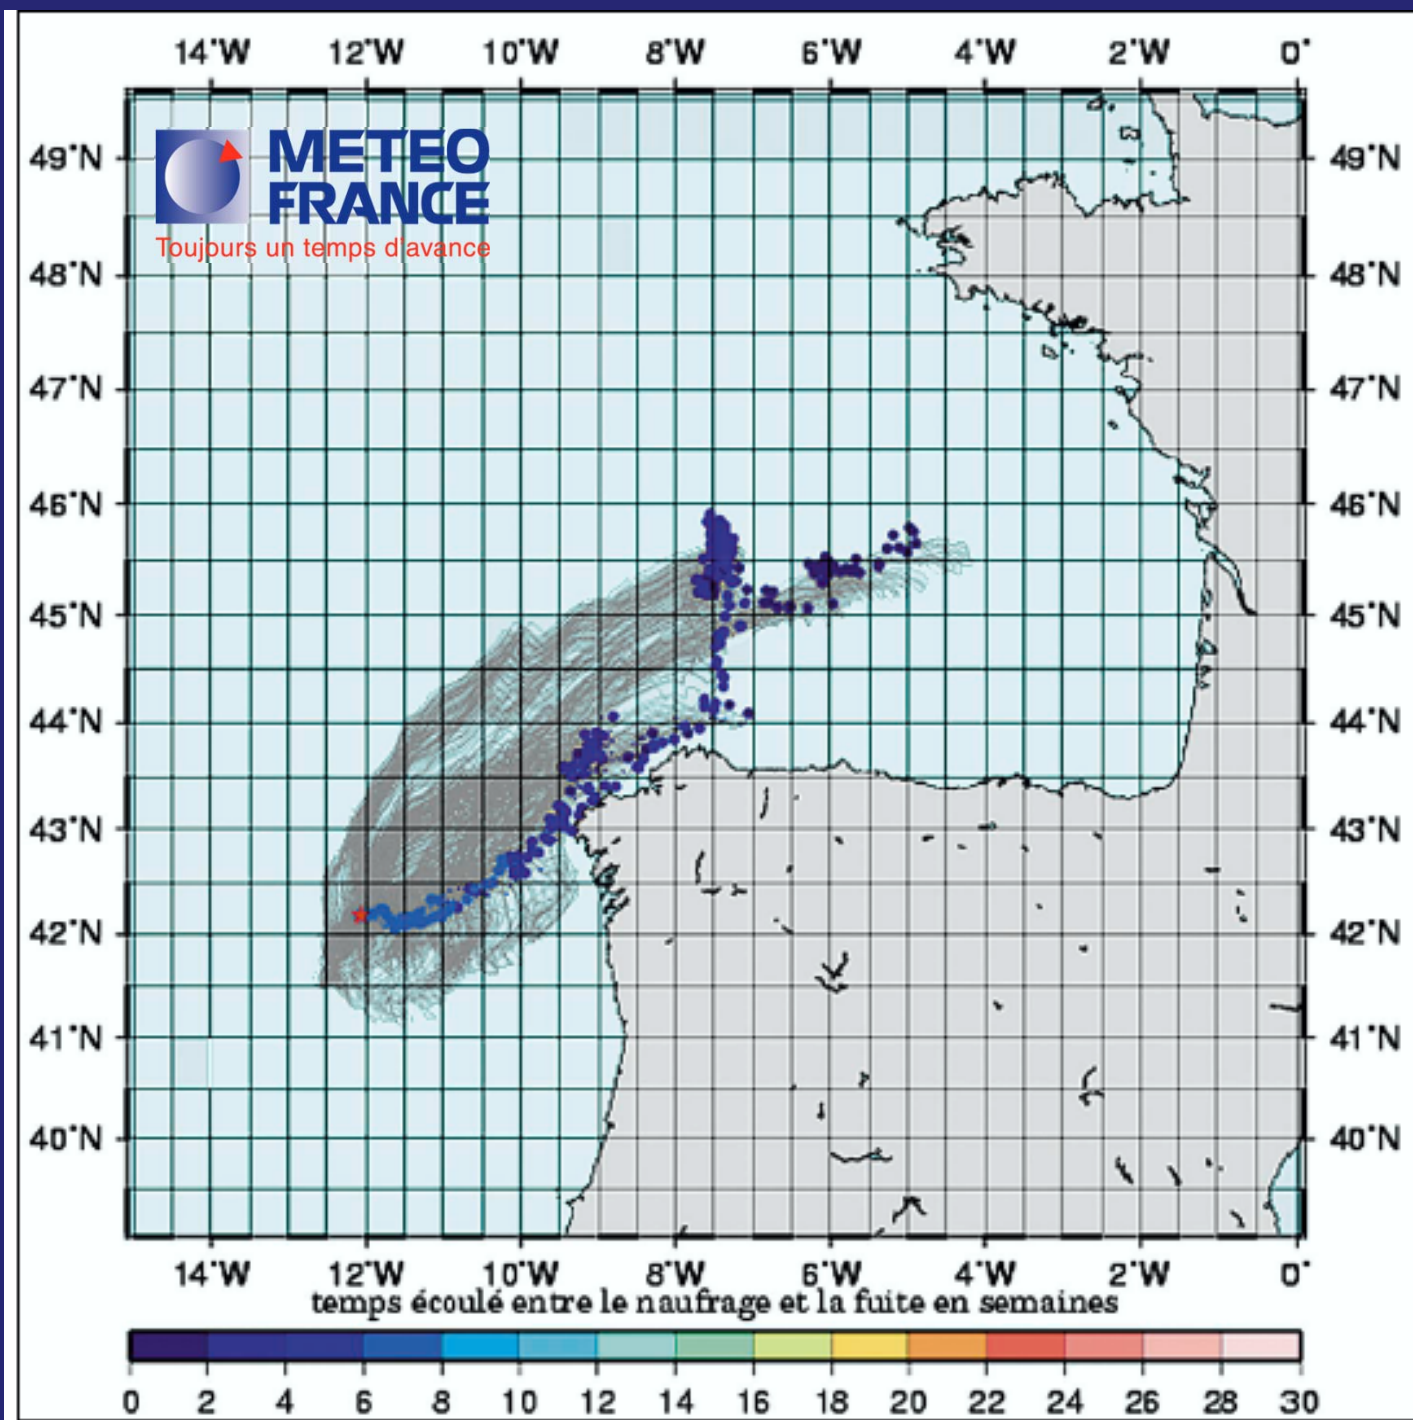 14°W 12°W 10°W 8°W 6°W 4°W 2°W 0°
METEO
FRANCE
Toujours un temps d'avance
49°N 49°N
48°N 48°N
47°N 47°N
46°N 46°N
45°N 45°N
44°N 44°N
43°N 43°N
42°N 42°N
41°N 41°N
40°N 40°N
14°W 12°W 10°W 8°W 6°W 4°W 2°W 0°
temps écoulé entre le naufrage et la fuite en semaines
0 2 4 6 8 10 12 14 16 18 20 22 24 26 28 30